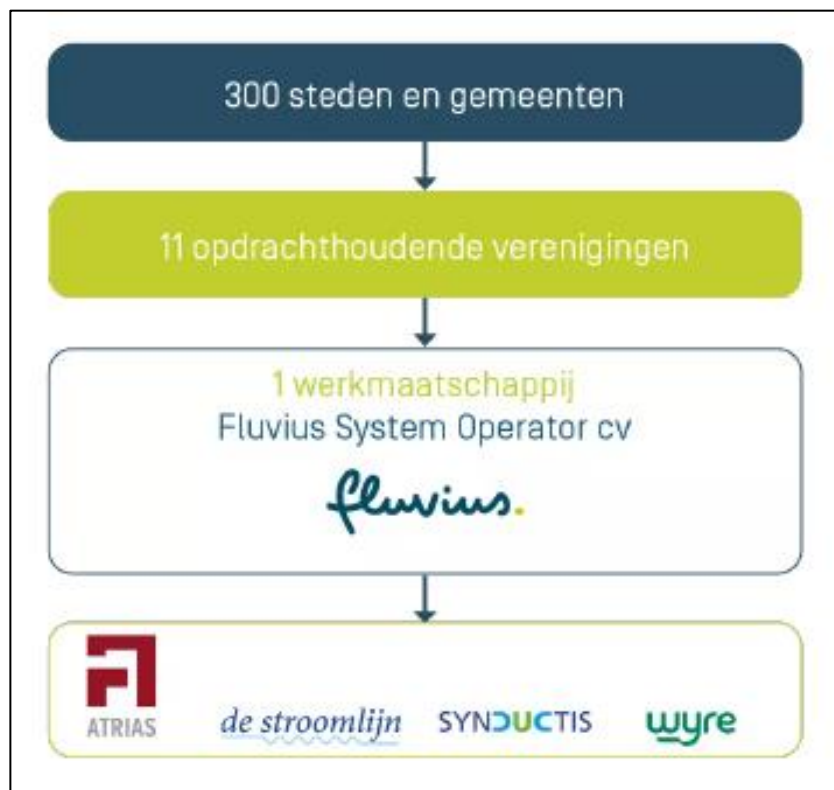 300 steden en gemeenten
11 opdrachthoudende verenigingen
1 werkmaatschappij
Fluvius System Operator cv
fluvius.
ATRIAS
de stroomlijn
SYNDUCTIS
wyre